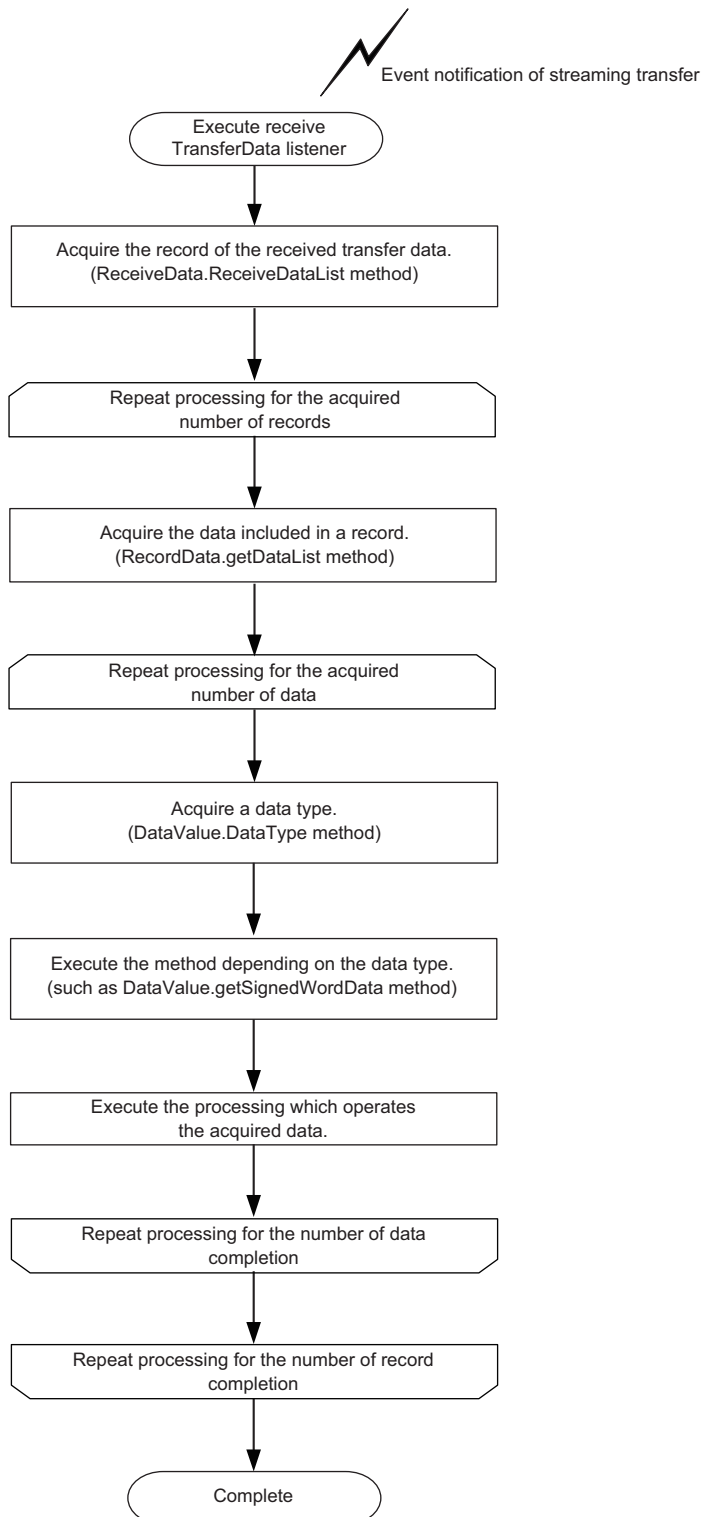 Event notification of streaming transfer
Execute receive
TransferData listener
Acquire the record of the received transfer data.
(ReceiveData.ReceiveDataList method)
Repeat processing for the acquired
number of records
Acquire the data included in a record.
(RecordData.getDataList method)
Repeat processing for the acquired
number of data
Acquire a data type.
(DataValue.DataType method)
Execute the method depending on the data type.
(such as DataValue.getSignedWordData method)
Execute the processing which operates
the acquired data.
Repeat processing for the number of data
completion
Repeat processing for the number of record
completion
Complete